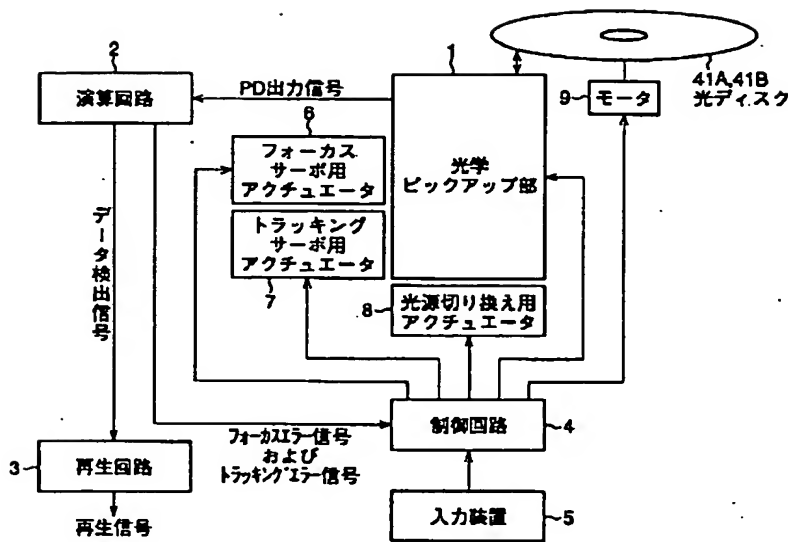 2
演算回路
PD出力信号
1
41A,41B
光ディスク
9
モータ
6
フォーカス
サーボ用
アクチュエータ
光学
ピックアップ部
トラッキング
サーボ用
アクチュエータ
7
8
光源切り換え用
アクチュエータ
データ検出信号
制御回路
4
フォーカスエラー信号
および
トラッキングエラー信号
3
再生回路
再生信号
入力装置
5